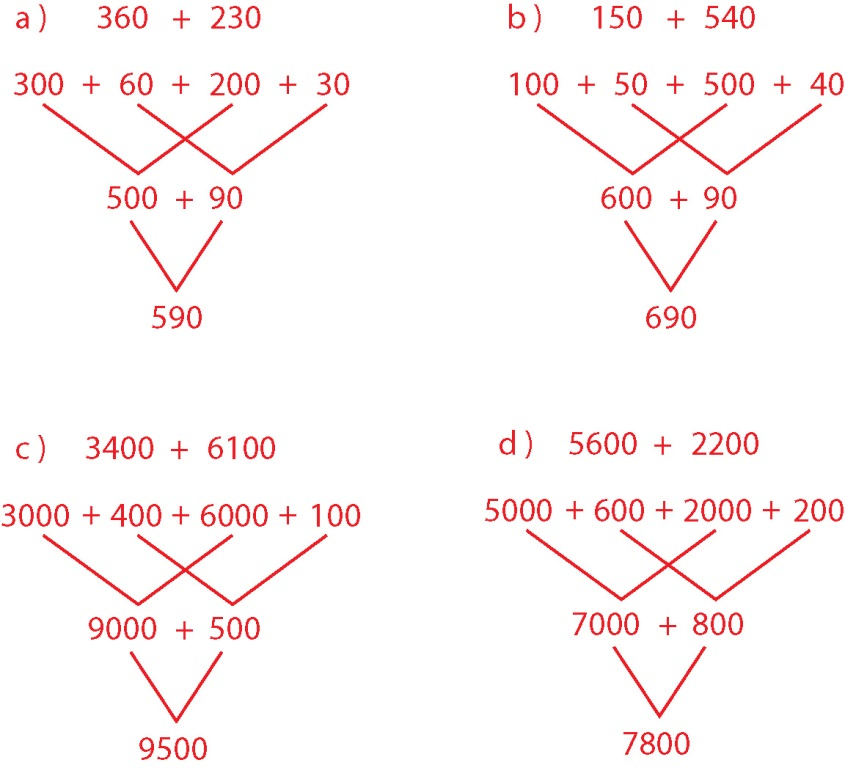 a) 360 + 230
300 + 60 + 200 + 30
500 + 90
590
b) 150 + 540
100 + 50 + 500 + 40
600 + 90
690
c) 3400 + 6100
3000 + 400 + 6000 + 100
9000 + 500
9500
d) 5600 + 2200
5000 + 600 + 2000 + 200
7000 + 800
7800